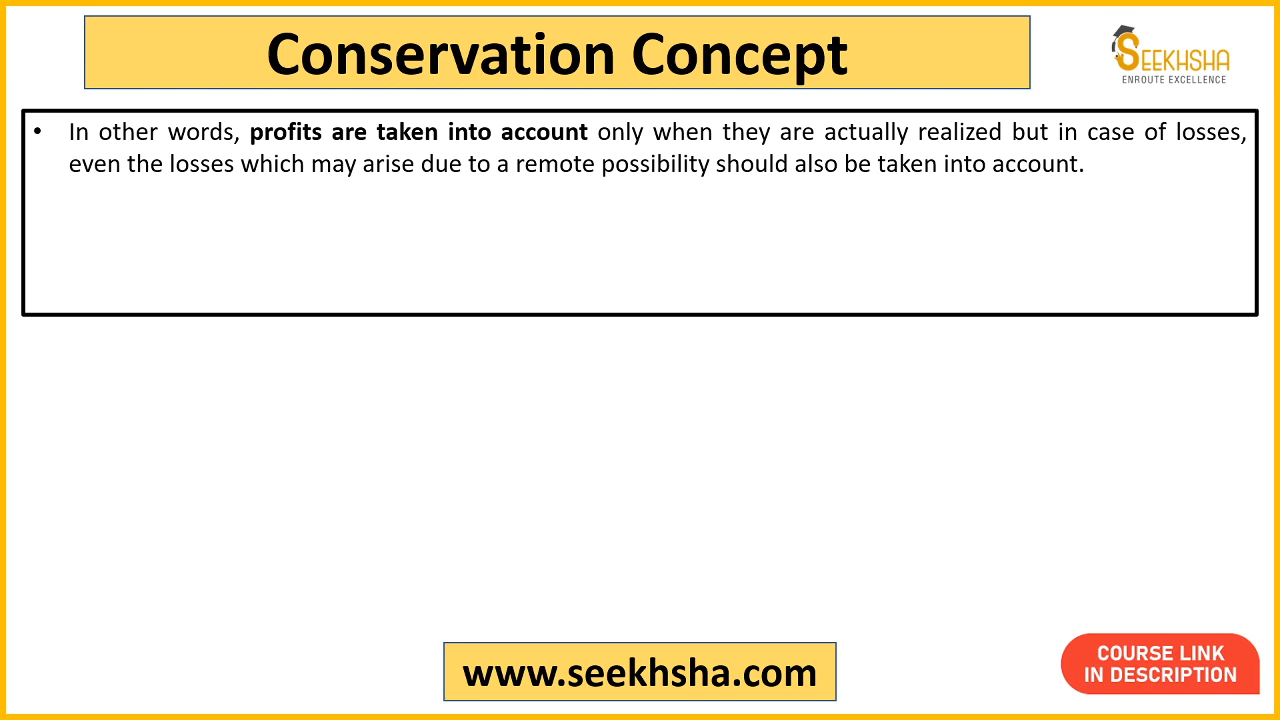 Conservation Concept
SEEKHSHA
ENROUTE EXCELLENCE
• In other words, profits are taken into account only when they are actually realized but in case of losses,
even the losses which may arise due to a remote possibility should also be taken into account.
www.seekhsha.com
COURSE LINK
IN DESCRIPTION